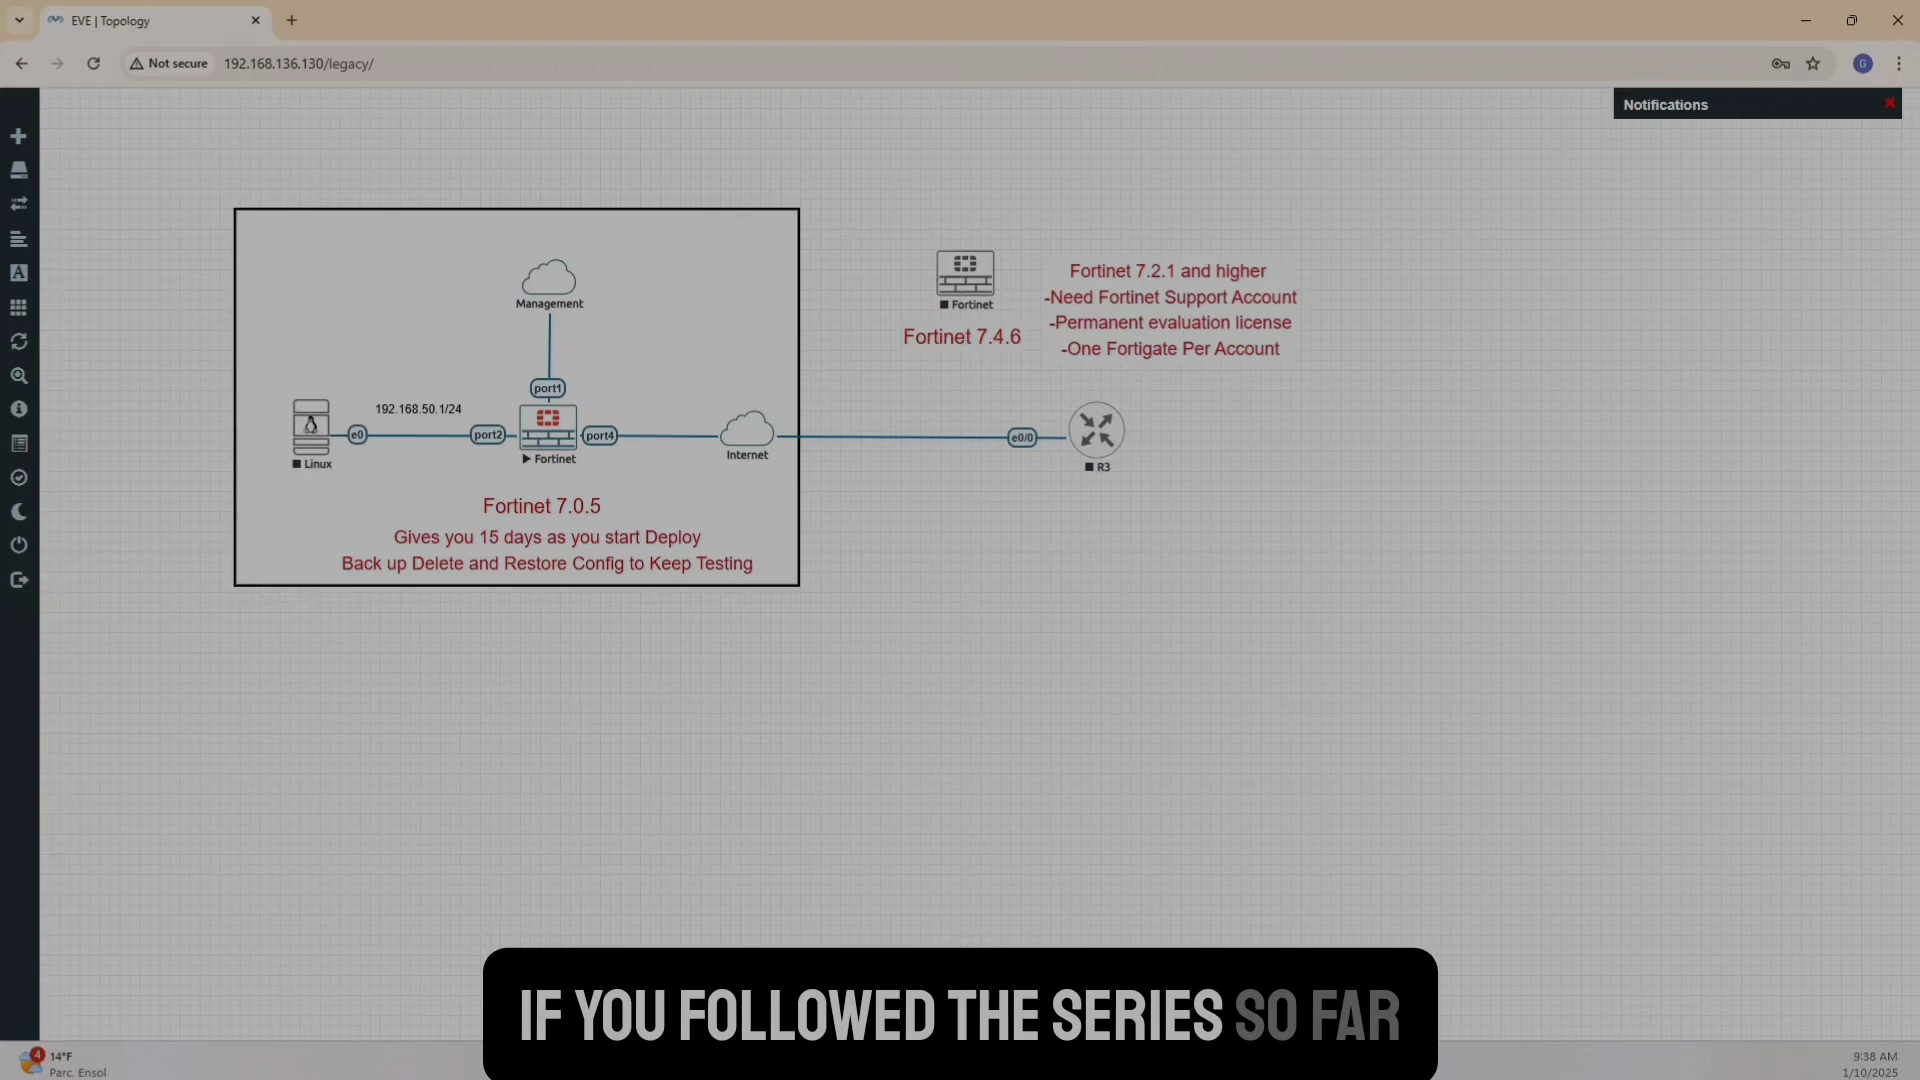 EVE | Topology
Not secure
192.168.136.130/legacy/
G
Notifications
Management
port1
192.168.50.1/24
e0
port2
port4
Linux
Fortinet
Internet
Fortinet 7.0.5
Gives you 15 days as you start Deploy
Back up Delete and Restore Config to Keep Testing
Fortinet
Fortinet 7.4.6
Fortinet 7.2.1 and higher
-Need Fortinet Support Account
-Permanent evaluation license
-One Fortigate Per Account
e0/0
R3
IF YOU FOLLOWED THE SERIES SO FAR
4
14°F
Parc. Ensol
9:38 AM
1/10/2025